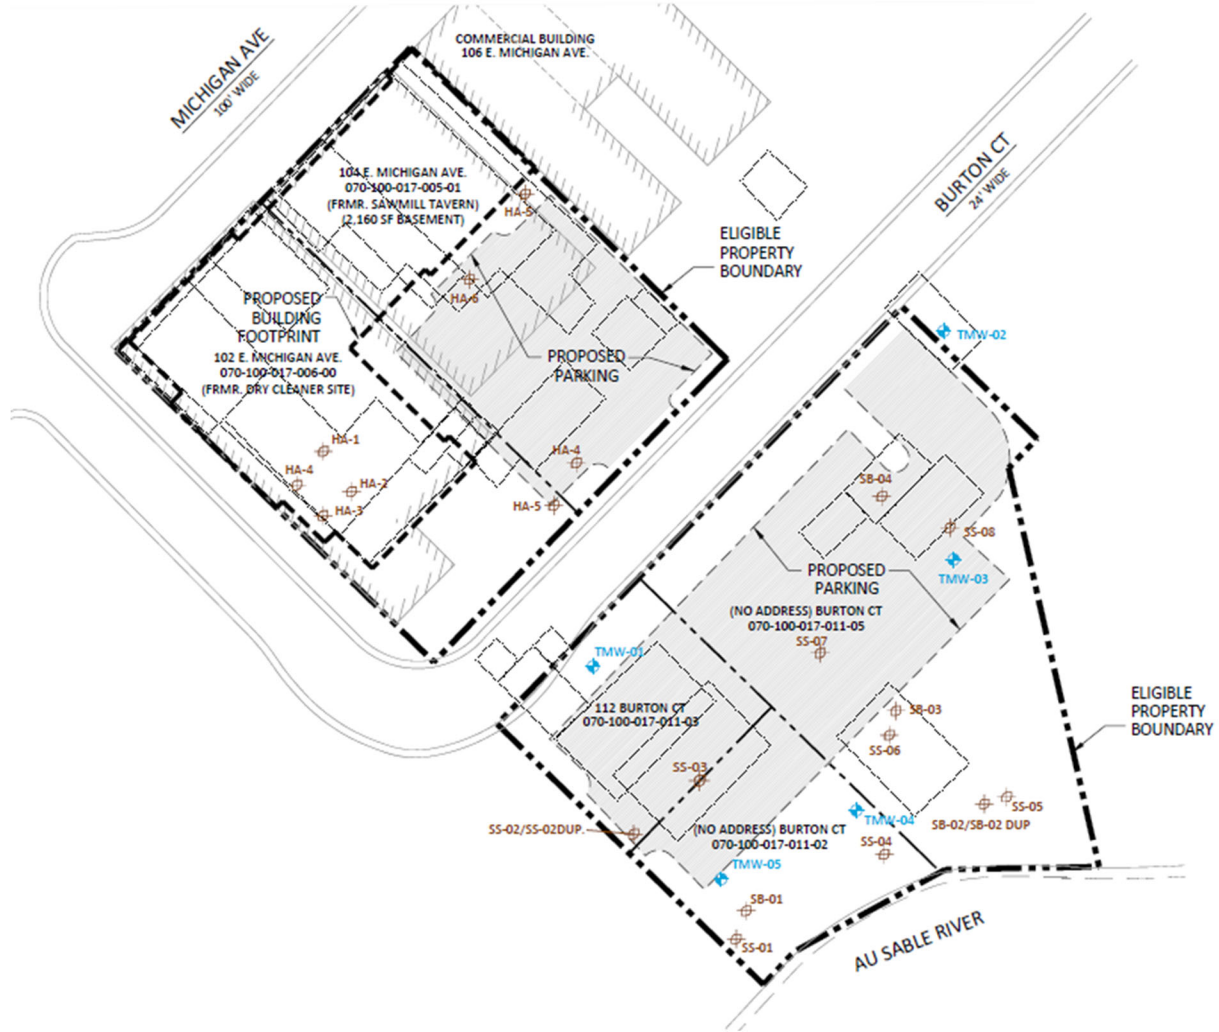 COMMERCIAL BUILDING
106 E. MICHIGAN AVE.
MICHIGAN AVE
100' WIDE
104 E. MICHIGAN AVE.
070-100-017-005-01
(FRMR. SAWMILL TAVERN)
(2,160 SF BASEMENT)
HA-5
BURTON CT
24' WIDE
ELIGIBLE
PROPERTY
BOUNDARY
HA-6
PROPOSED
BUILDING
FOOTPRINT
TMW-02
PROPOSED
PARKING
102 E. MICHIGAN AVE.
070-100-017-006-00
(FRMR. DRY CLEANER SITE)
HA-1
HA-4
HA-4
HA-2
HA-3
HA-5
SB-04
SS-08
PROPOSED
PARKING
TMW-03
(NO ADDRESS) BURTON CT
070-100-017-011-05
SS-07
TMW-01
112 BURTON CT
070-100-017-011-03
SB-03
SS-06
ELIGIBLE
PROPERTY
BOUNDARY
SS-03
SS-05
SB-02/SB-02 DUP
TMW-04
SS-02/SS-02DUP.
(NO ADDRESS) BURTON CT
070-100-017-011-02
SS-04
TMW-05
SB-01
SS-01
AU SABLE RIVER